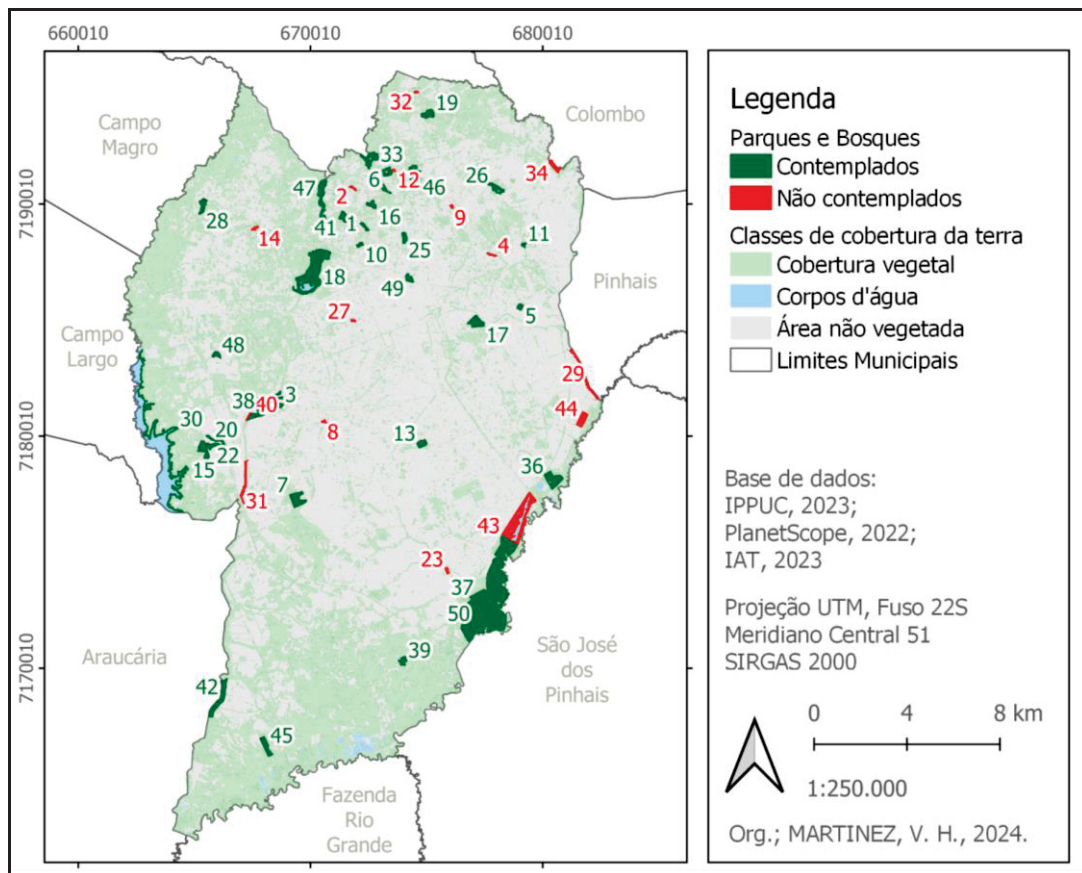 660010
670010
680010
7190010
7180010
7170010
Campo
Magro
Colombo
Pinhais
Campo
Largo
Araucária
São José
dos
Pinhais
Fazenda
Rio
Grande
32
19
33
6
12
46
26
34
47
2
28
14
41
1
16
9
25
10
4
11
18
49
27
17
5
48
29
38
40
3
44
30
20
8
13
22
15
36
31
7
43
23
37
50
39
42
45
Legenda
Parques e Bosques
Contemplados
Não contemplados
Classes de cobertura da terra
Cobertura vegetal
Corpos d'água
Área não vegetada
Limites Municipais
Base de dados:
IPPUC, 2023;
PlanetScope, 2022;
IAT, 2023
Projeção UTM, Fuso 22S
Meridiano Central 51
SIRGAS 2000
0 4 8 km
1:250.000
Org.; MARTINEZ, V. H., 2024.